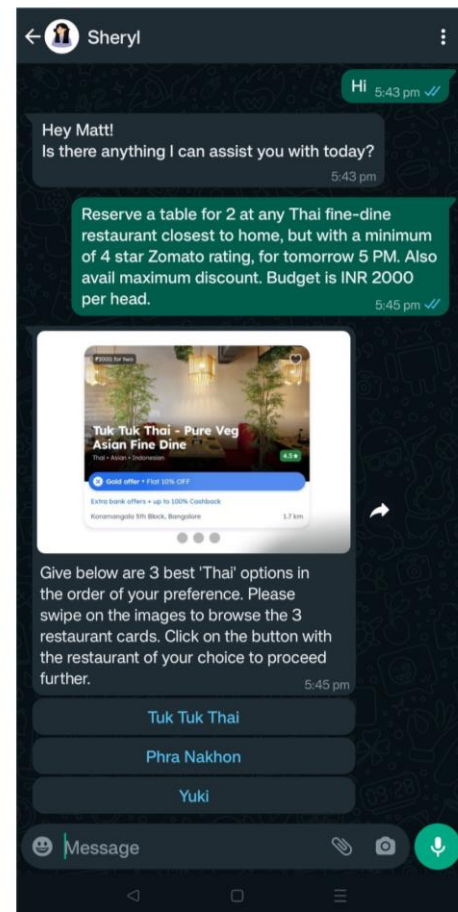 Sheryl
Hi 5:43 pm
Hey Matt!
Is there anything I can assist you with today?
5:43 pm
Reserve a table for 2 at any Thai fine-dine
restaurant closest to home, but with a minimum
of 4 star Zomato rating, for tomorrow 5 PM. Also
avail maximum discount. Budget is INR 2000
per head.
5:45 pm
₹2000 for two
Tuk Tuk Thai - Pure Veg
Asian Fine Dine
Thai • Asian • Indonesian
4.5★
Gold offer • Flat 10% OFF
Extra bank offers + up to 100% Cashback
Koramangala 5th Block, Bangalore 1.7 km
Give below are 3 best 'Thai' options in
the order of your preference. Please
swipe on the images to browse the 3
restaurant cards. Click on the button with
the restaurant of your choice to proceed
further.
5:45 pm
Tuk Tuk Thai
Phra Nakhon
Yuki
Message